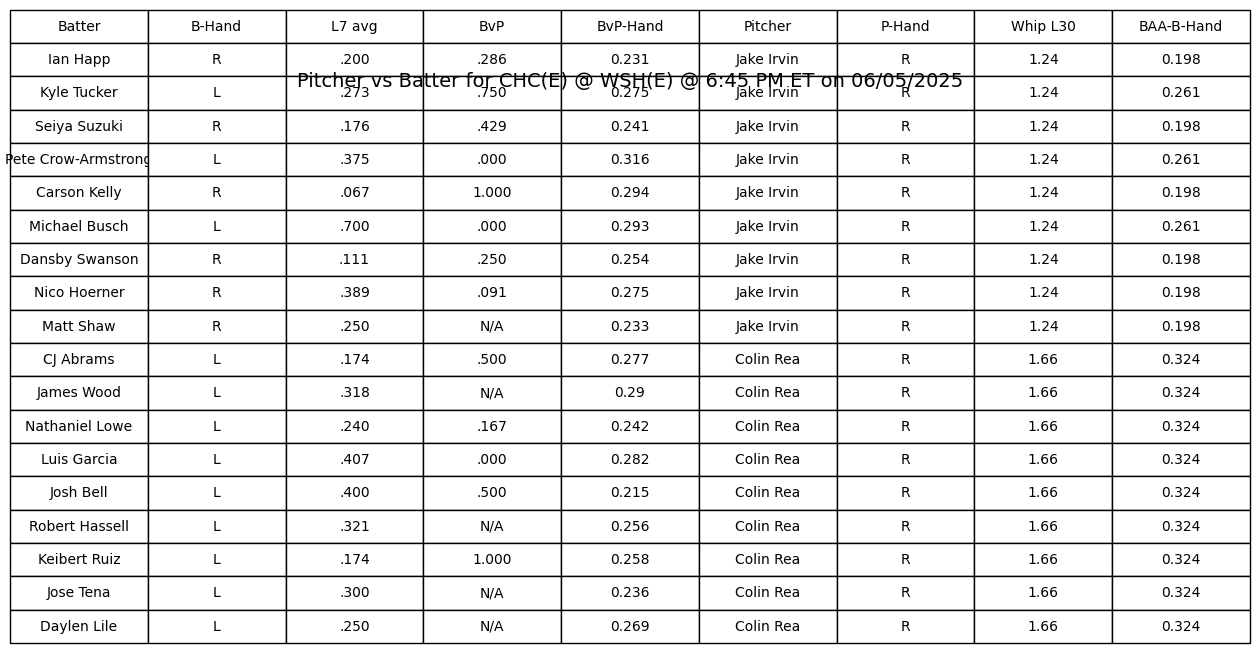 Batter B-Hand L7 avg BvP BvP-Hand Pitcher P-Hand Whip L30 BAA-B-Hand
Ian Happ R .200 .286 0.231 Jake Irvin R 1.24 0.198
Pitcher vs Batter for CHC(E) @ WSH(E) @ 6:45 PM ET on 06/05/2025
Kyle Tucker L .273 .750 0.275 Jake Irvin R 1.24 0.261
Seiya Suzuki R .176 .429 0.241 Jake Irvin R 1.24 0.198
Pete Crow-Armstrong L .375 .000 0.316 Jake Irvin R 1.24 0.261
Carson Kelly R .067 1.000 0.294 Jake Irvin R 1.24 0.198
Michael Busch L .700 .000 0.293 Jake Irvin R 1.24 0.261
Dansby Swanson R .111 .250 0.254 Jake Irvin R 1.24 0.198
Nico Hoerner R .389 .091 0.275 Jake Irvin R 1.24 0.198
Matt Shaw R .250 N/A 0.233 Jake Irvin R 1.24 0.198
CJ Abrams L .174 .500 0.277 Colin Rea R 1.66 0.324
James Wood L .318 N/A 0.29 Colin Rea R 1.66 0.324
Nathaniel Lowe L .240 .167 0.242 Colin Rea R 1.66 0.324
Luis Garcia L .407 .000 0.282 Colin Rea R 1.66 0.324
Josh Bell L .400 .500 0.215 Colin Rea R 1.66 0.324
Robert Hassell L .321 N/A 0.256 Colin Rea R 1.66 0.324
Keibert Ruiz L .174 1.000 0.258 Colin Rea R 1.66 0.324
Jose Tena L .300 N/A 0.236 Colin Rea R 1.66 0.324
Daylen Lile L .250 N/A 0.269 Colin Rea R 1.66 0.324